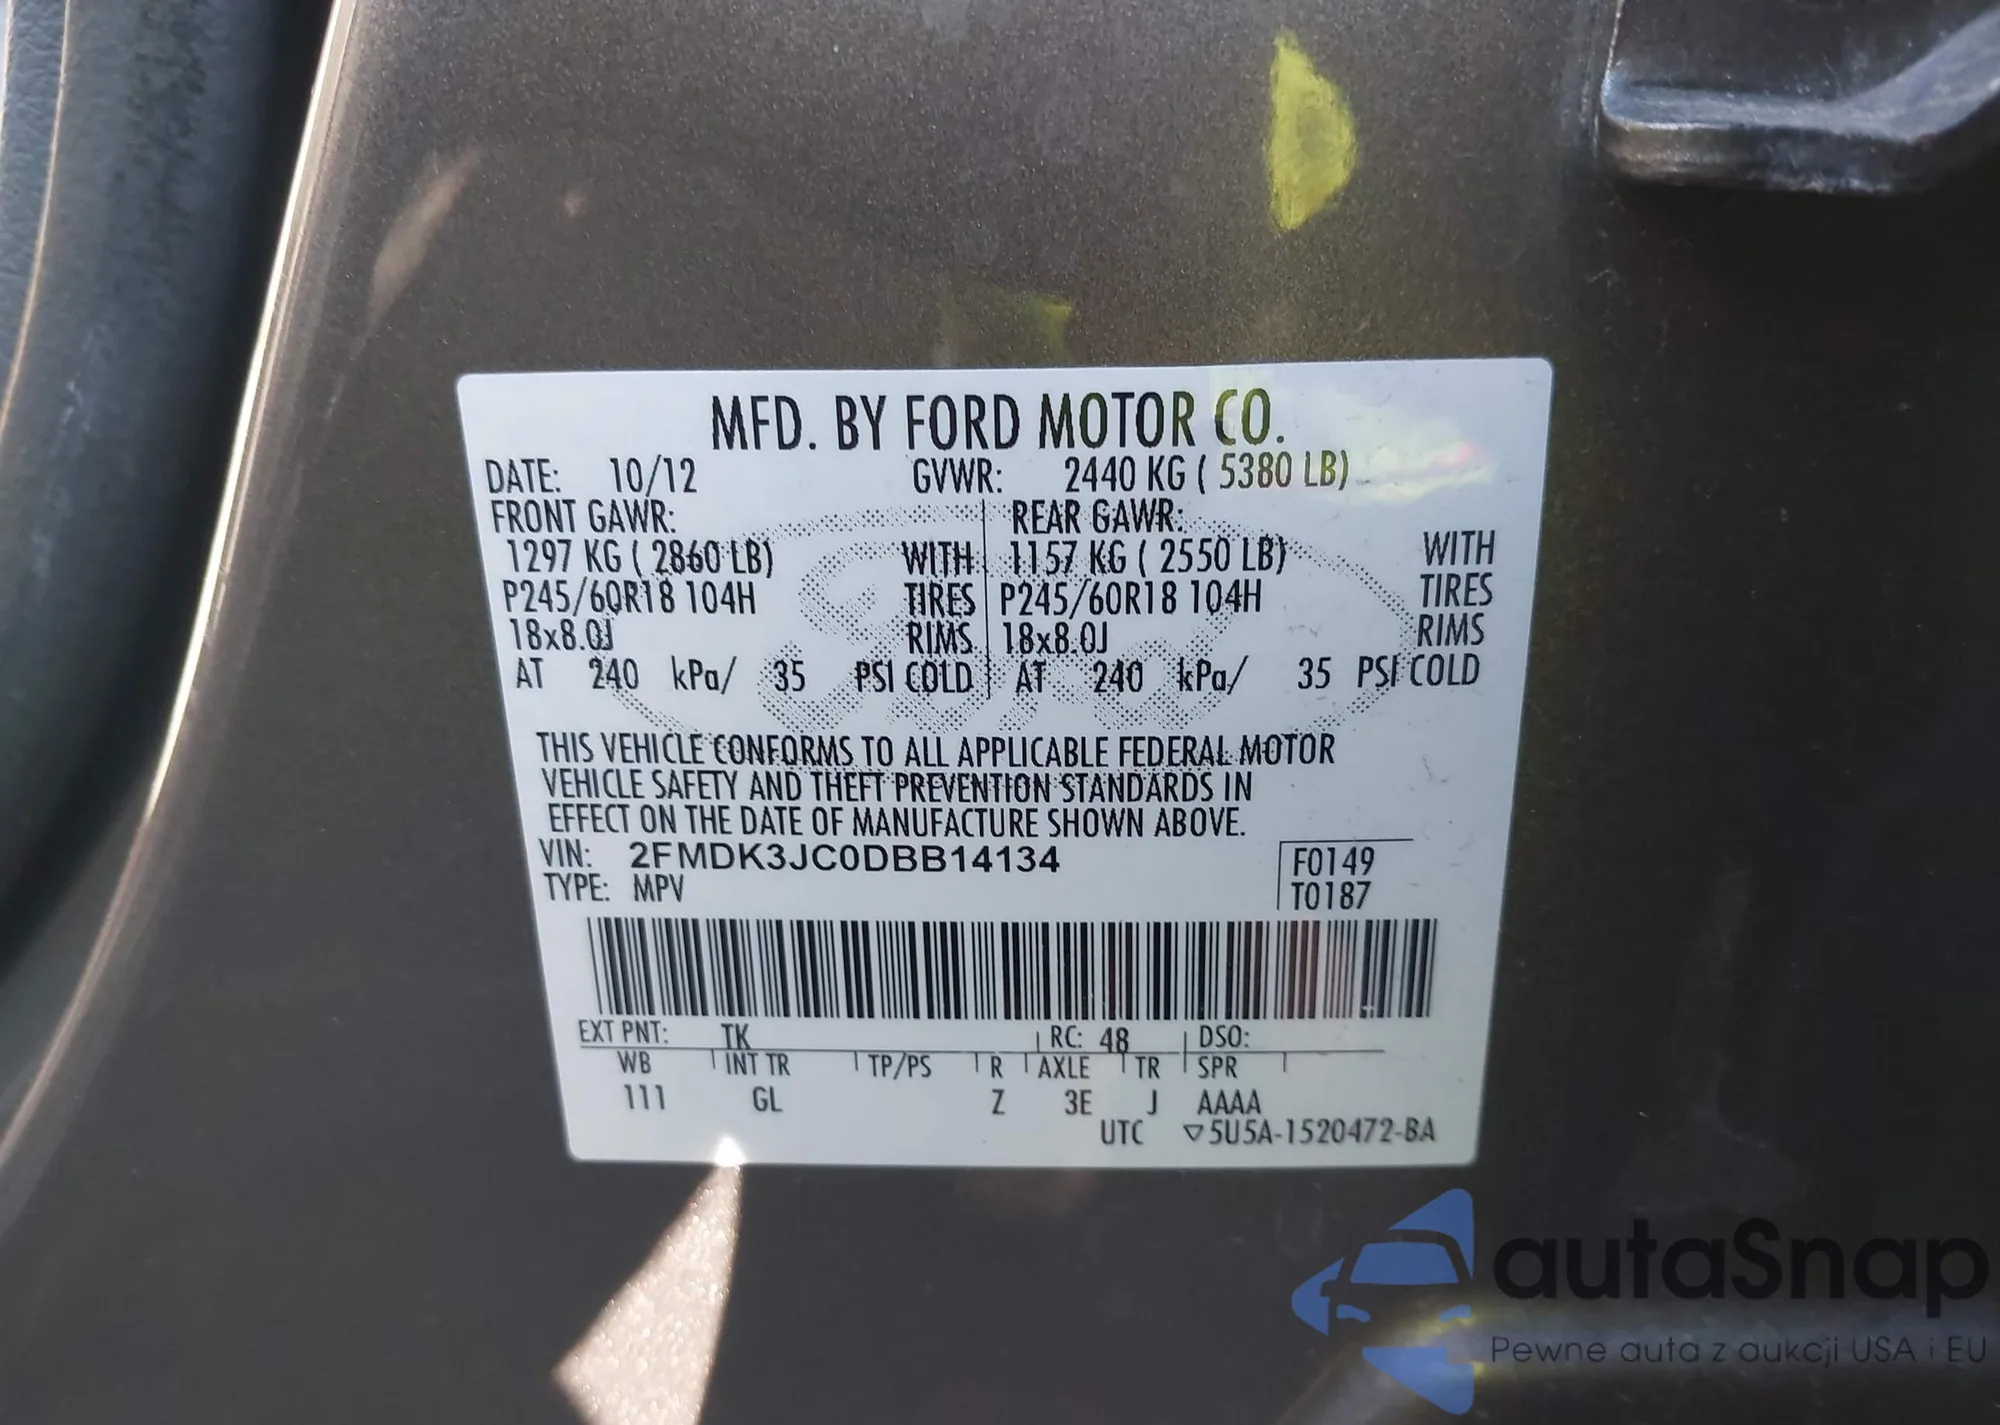 MFD. BY FORD MOTOR CO.
DATE: 10/12 GVWR: 2440 KG ( 5380 LB)
FRONT GAWR: REAR GAWR:
1297 KG ( 2860 LB) WITH 1157 KG ( 2550 LB) WITH
P245/60R18 104H TIRES P245/60R18 104H TIRES
18x8.0J RIMS 18x8.0J RIMS
AT 240 kPa/ 35 PSI COLD AT 240 kPa/ 35 PSI COLD
THIS VEHICLE CONFORMS TO ALL APPLICABLE FEDERAL MOTOR
VEHICLE SAFETY AND THEFT PREVENTION STANDARDS IN
EFFECT ON THE DATE OF MANUFACTURE SHOWN ABOVE.
VIN: 2FMDK3JC0DBB14134 F0149
TYPE: MPV T0187
EXT PNT: TK RC: 48 DSO:
WB INT TR TP/PS R AXLE TR SPR
111 GL Z 3E J AAAA
UTC ▽5U5A-1520472-BA
autaSnap
Pewne auta z aukcji USA i EU